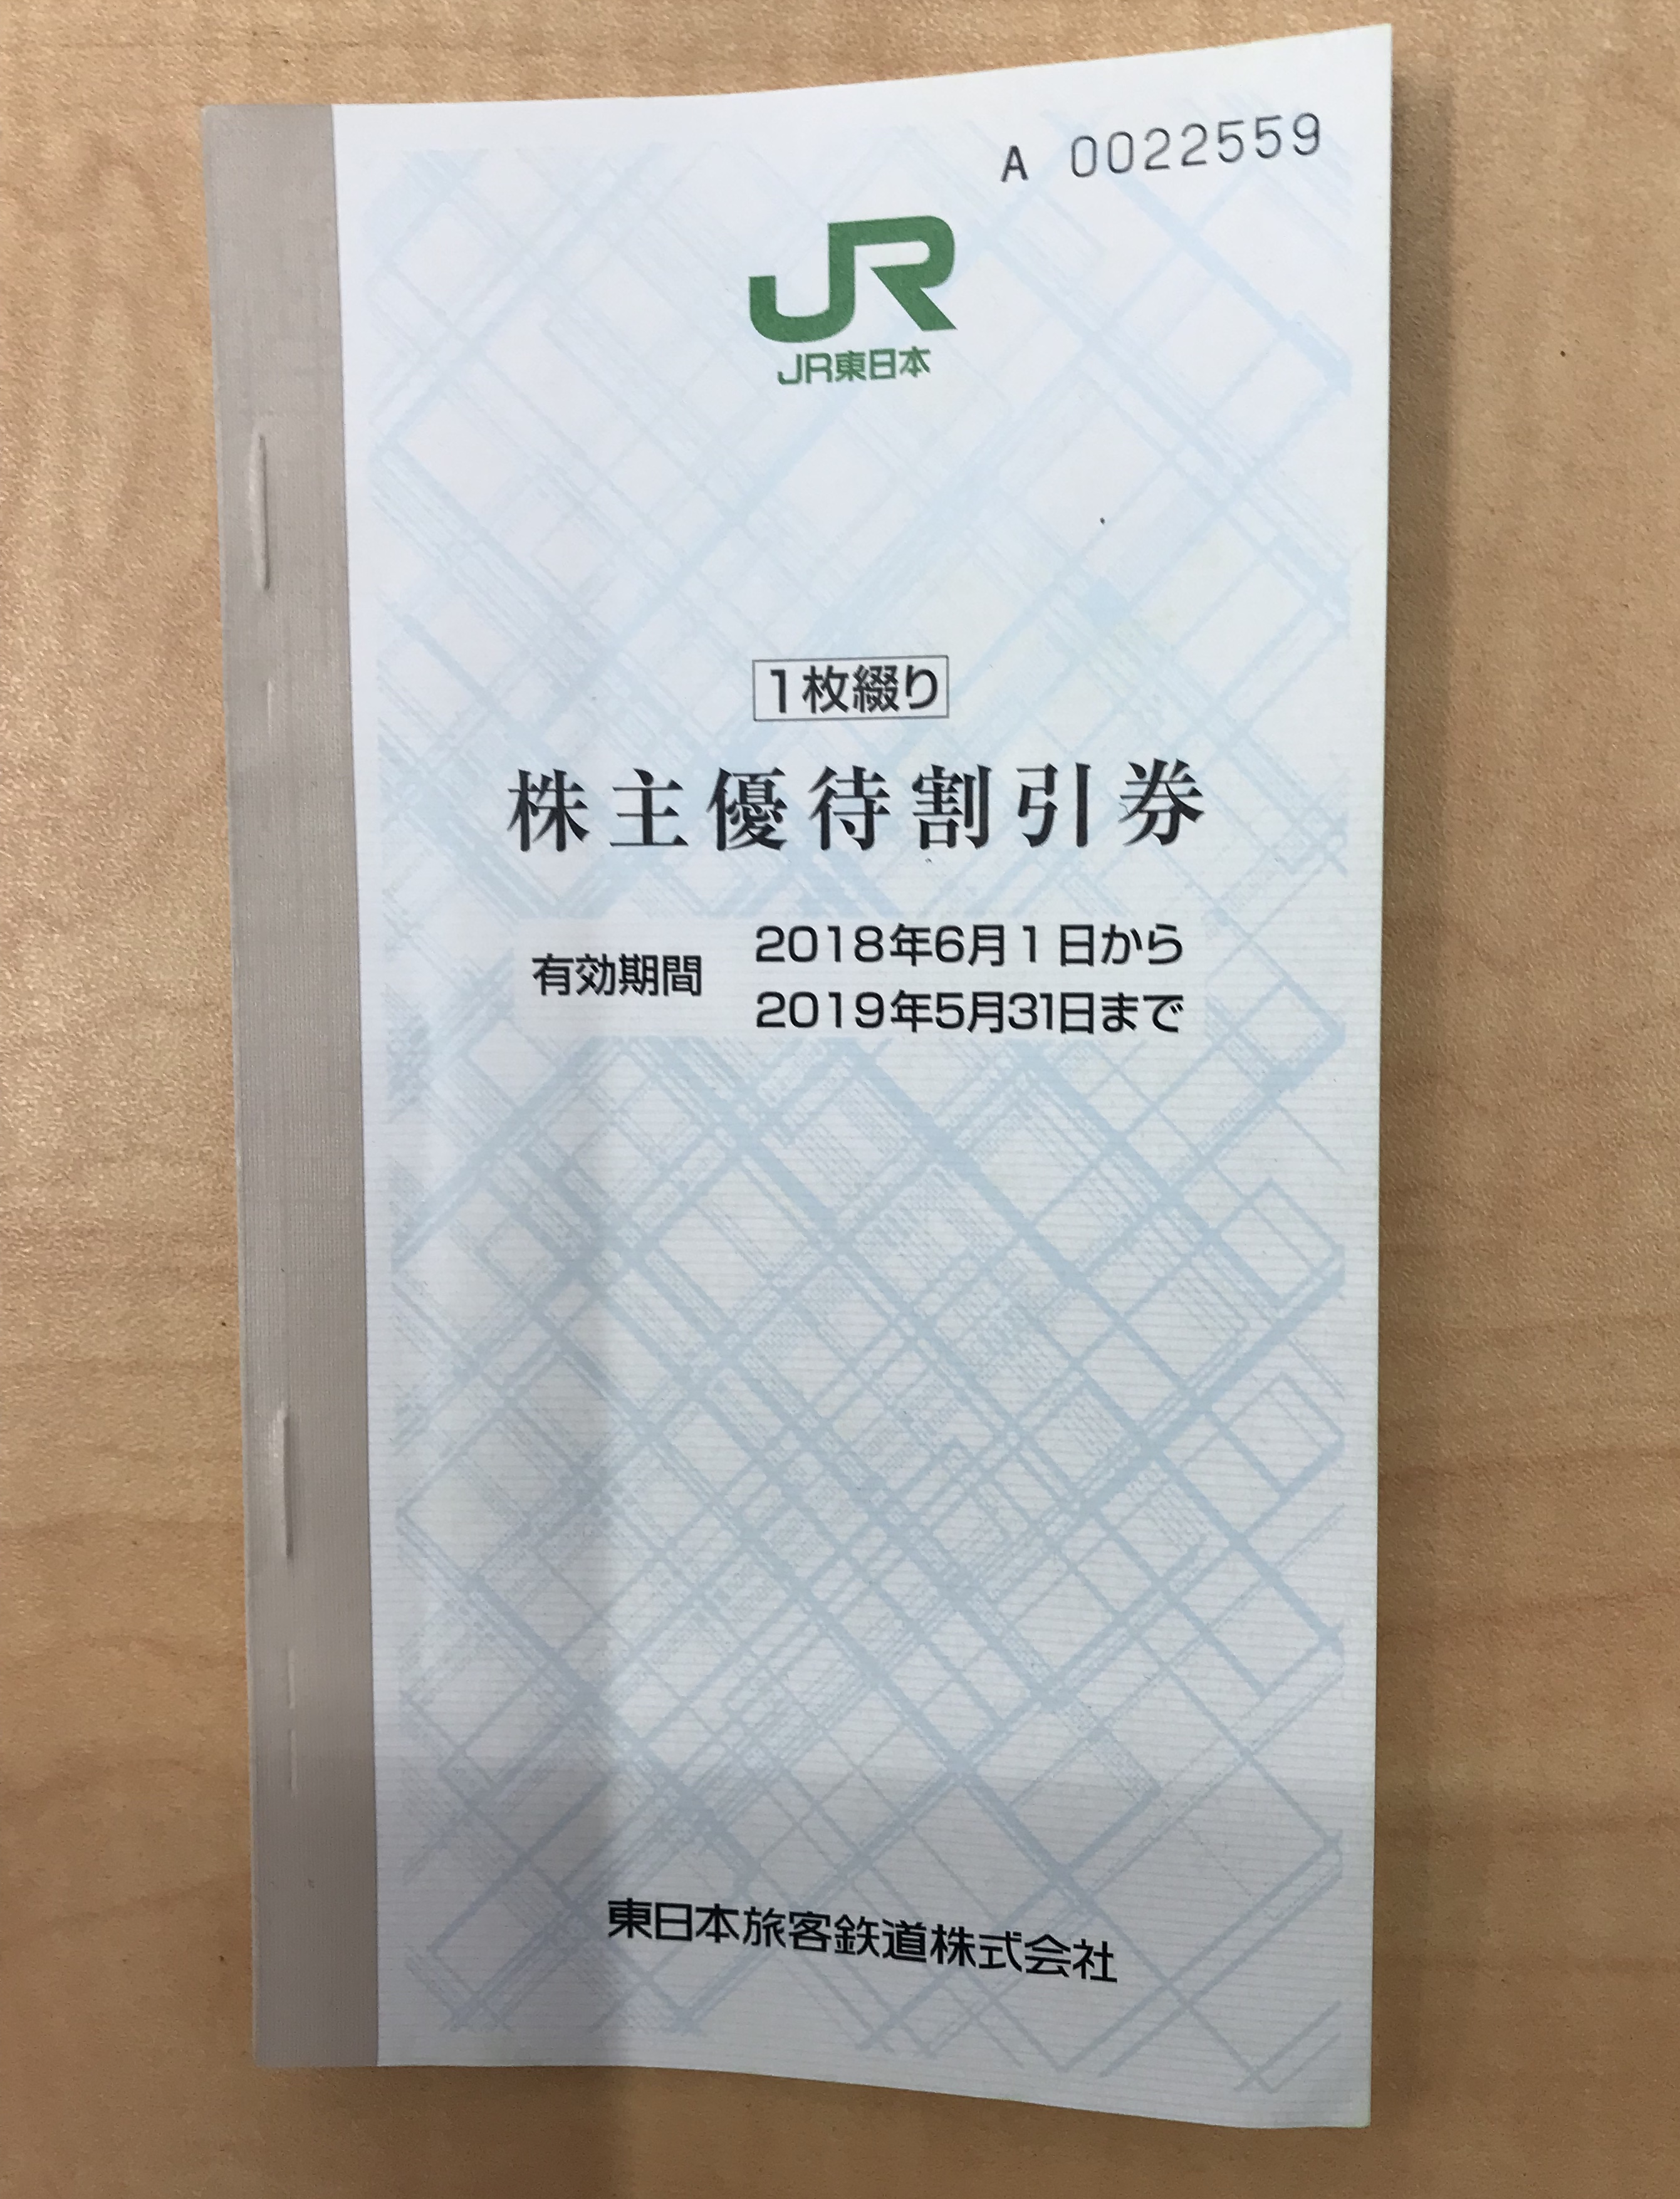 A 0022559
JR
JR東日本
1枚綴り
株主優待割引券
有効期間
2018年6月1日から
2019年5月31日まで
東日本旅客鉄道株式会社